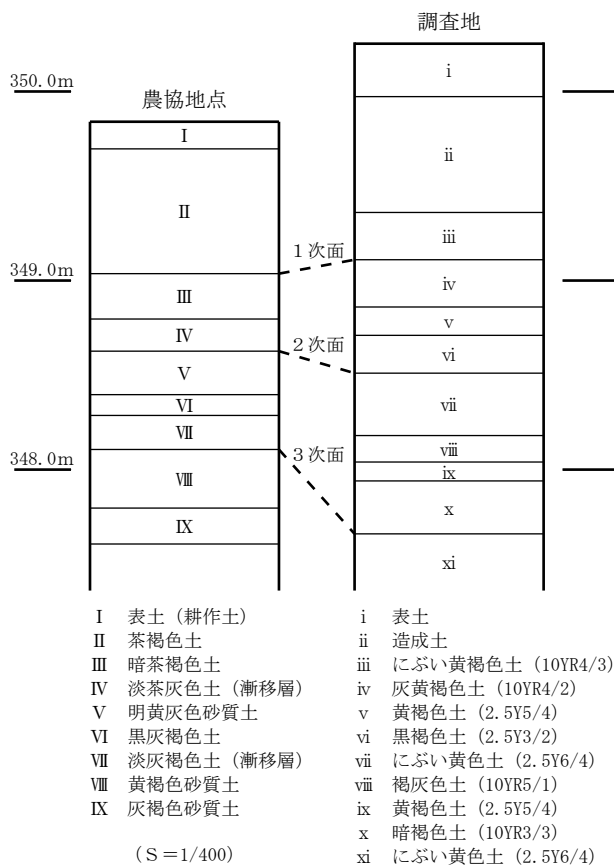 調査地
350.0m
農協地点
i
I
ii
II
iii
1次面
349.0m
iv
III
v
2次面
IV
vi
V
vii
VI
VII
viii
3次面
348.0m
ix
VIII
x
IX
xi
I 表土（耕作土）
II 茶褐色土
III 暗茶褐色土
IV 淡茶灰色土（漸移層）
V 明黄灰色砂質土
VI 黒灰褐色土
VII 淡灰褐色土（漸移層）
VIII 黄褐色砂質土
IX 灰褐色砂質土
（S＝1/400）
i 表土
ii 造成土
iii にぶい黄褐色土（10YR4/3）
iv 灰黄褐色土（10YR4/2）
v 黄褐色土（2.5Y5/4）
vi 黒褐色土（2.5Y3/2）
vii にぶい黄色土（2.5Y6/4）
viii 褐灰色土（10YR5/1）
ix 黄褐色土（2.5Y5/4）
x 暗褐色土（10YR3/3）
xi にぶい黄色土（2.5Y6/4）